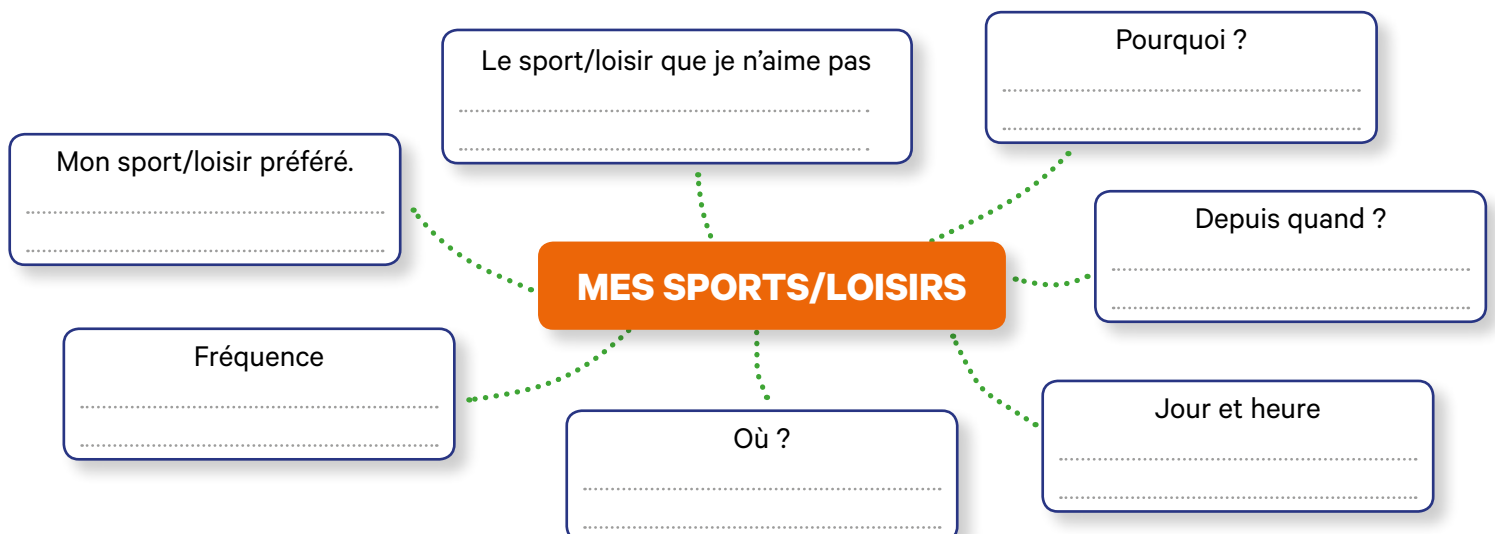 Le sport/loisir que je n'aime pas
Pourquoi ?
Mon sport/loisir préféré.
Depuis quand ?
MES SPORTS/LOISIRS
Fréquence
Où ?
Jour et heure